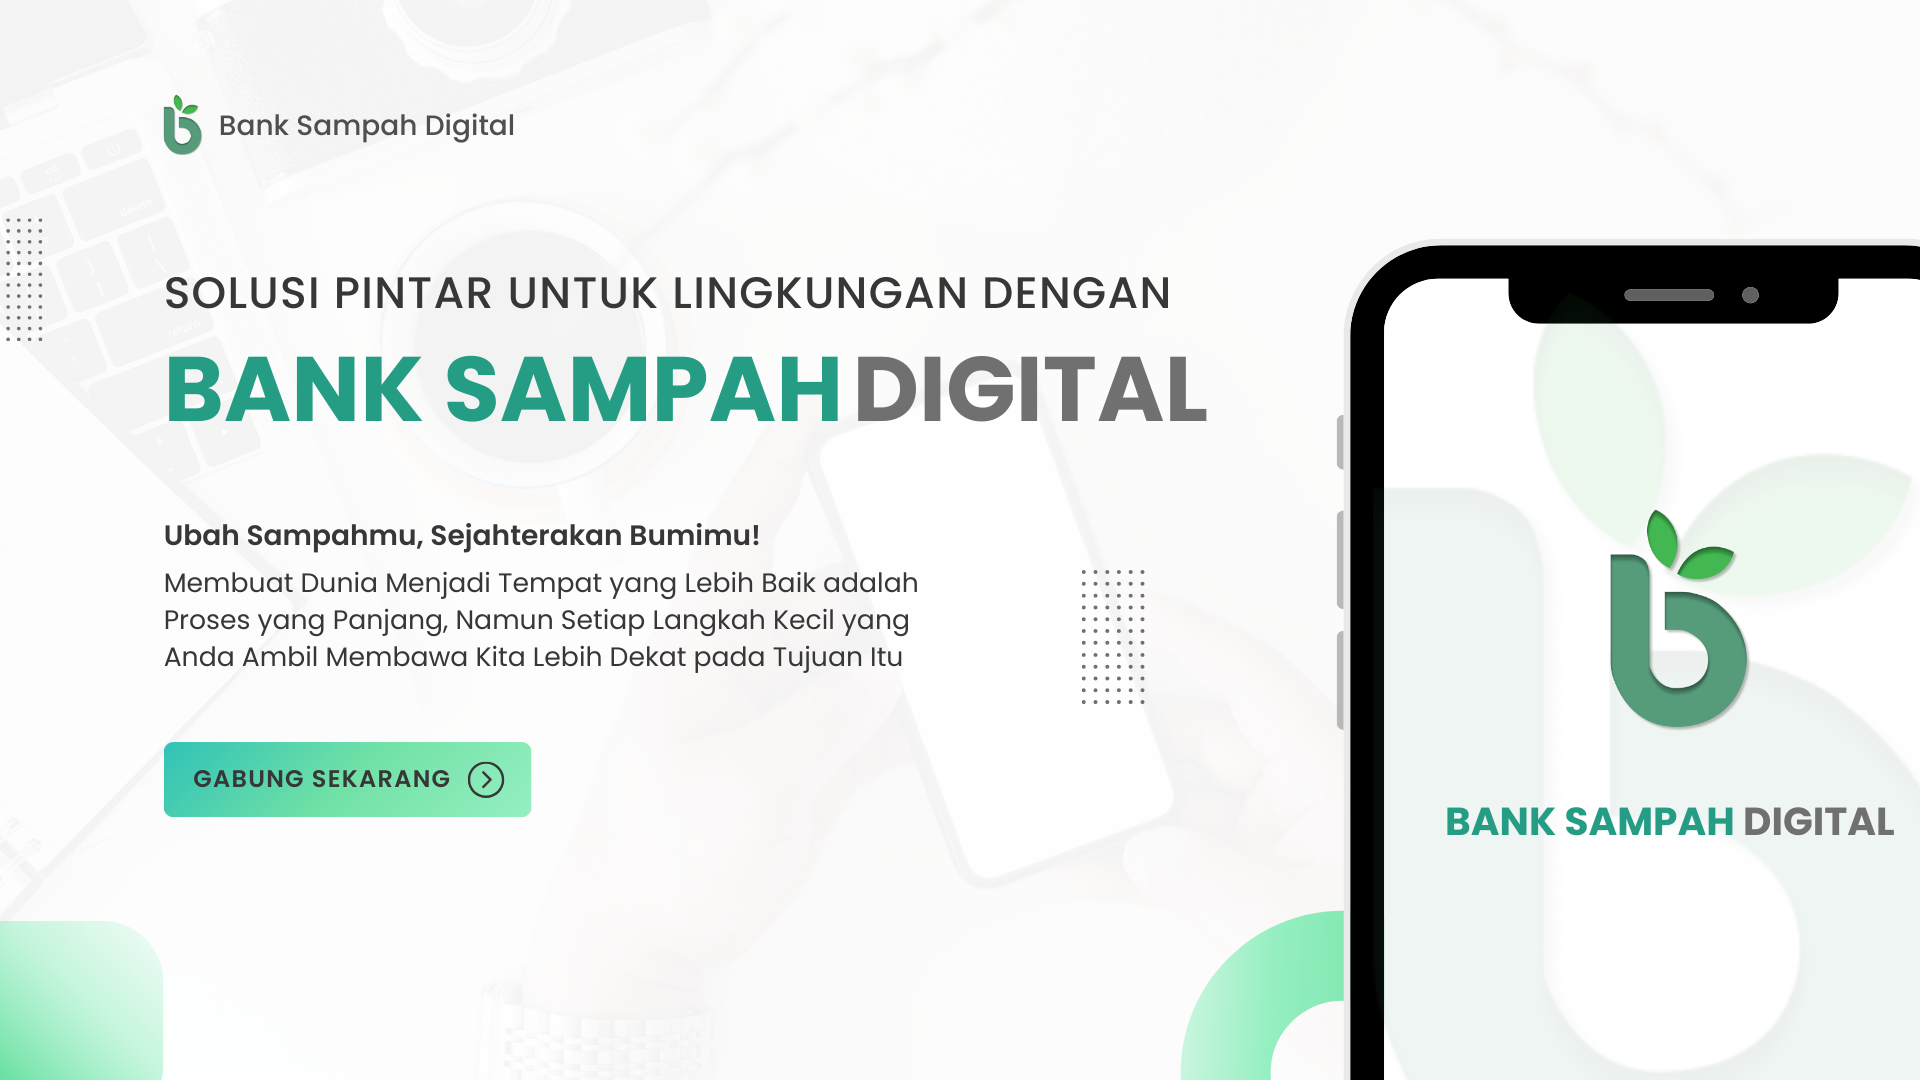 Bank Sampah Digital
SOLUSI PINTAR UNTUK LINGKUNGAN DENGAN
BANK SAMPAH DIGITAL
Ubah Sampahmu, Sejahterakan Bumimu!
Membuat Dunia Menjadi Tempat yang Lebih Baik adalah
Proses yang Panjang, Namun Setiap Langkah Kecil yang
Anda Ambil Membawa Kita Lebih Dekat pada Tujuan Itu
GABUNG SEKARANG
BANK SAMPAH DIGITAL
delete
return